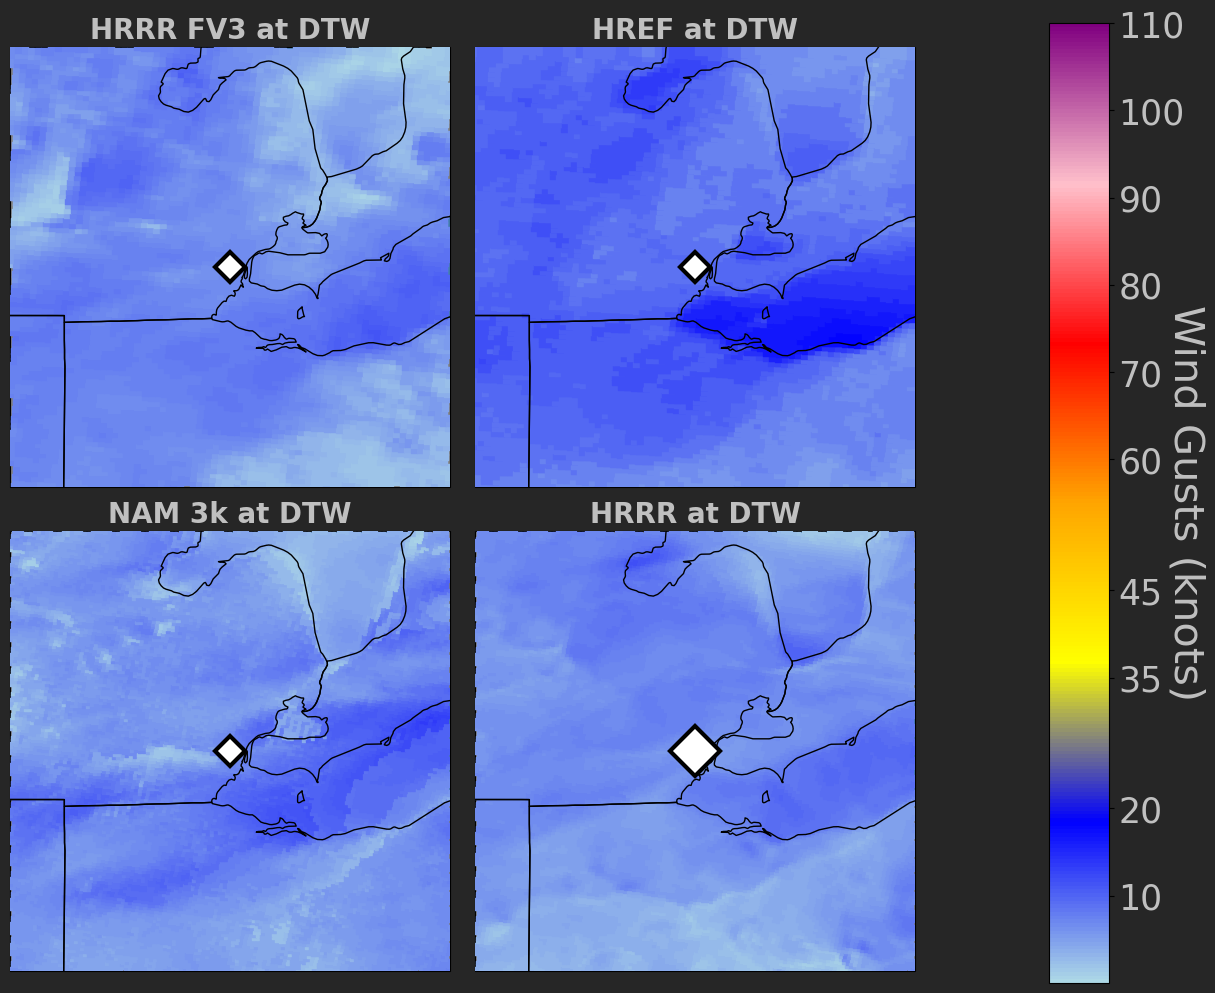 HRRR FV3 at DTW
HREF at DTW
NAM 3k at DTW
HRRR at DTW
110
100
90
80
70
60
45
35
20
10
Wind Gusts (knots)